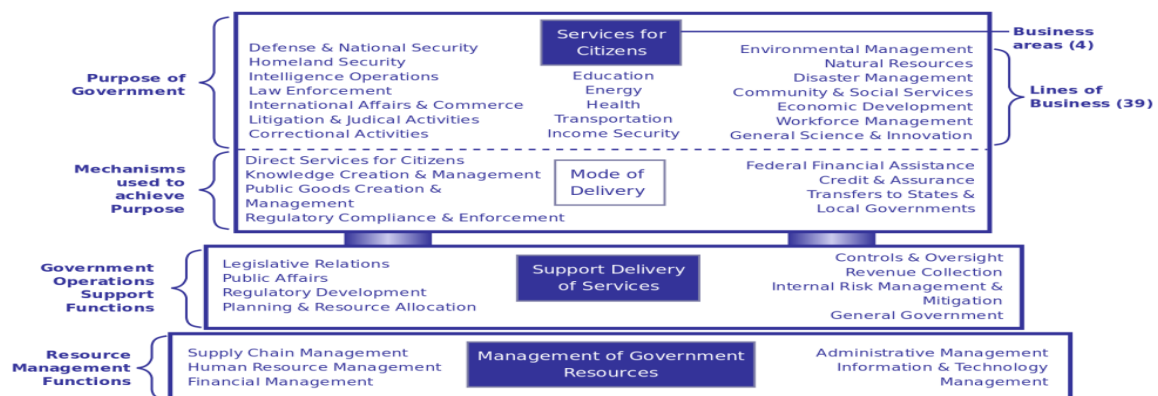 Services for
Citizens
Business
areas (4)
Purpose of
Government
Defense & National Security
Homeland Security
Intelligence Operations
Law Enforcement
International Affairs & Commerce
Litigation & Judical Activities
Correctional Activities
Education
Energy
Health
Transportation
Income Security
Environmental Management
Natural Resources
Disaster Management
Community & Social Services
Economic Development
Workforce Management
General Science & Innovation
Lines of
Business (39)
Mechanisms
used to
achieve
Purpose
Direct Services for Citizens
Knowledge Creation & Management
Public Goods Creation &
Management
Regulatory Compliance & Enforcement
Mode of
Delivery
Federal Financial Assistance
Credit & Assurance
Transfers to States &
Local Governments
Government
Operations
Support
Functions
Legislative Relations
Public Affairs
Regulatory Development
Planning & Resource Allocation
Support Delivery
of Services
Controls & Oversight
Revenue Collection
Internal Risk Management &
Mitigation
General Government
Resource
Management
Functions
Supply Chain Management
Human Resource Management
Financial Management
Management of Government
Resources
Administrative Management
Information & Technology
Management